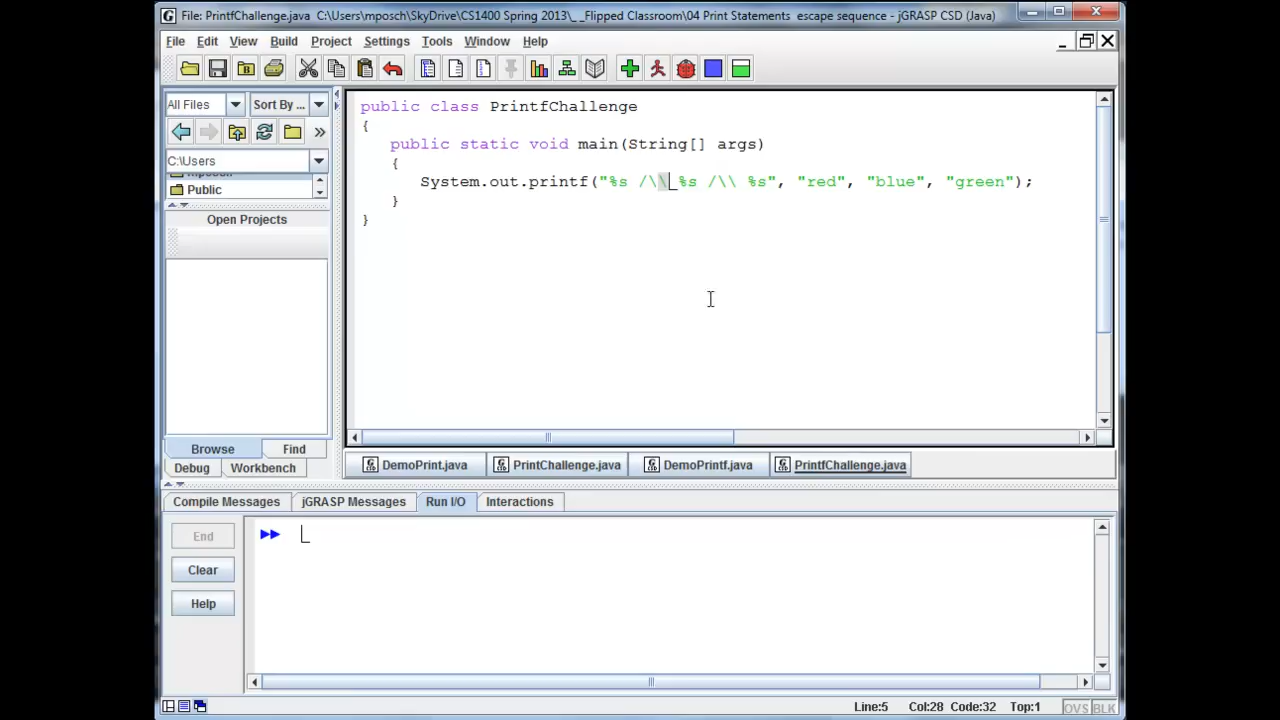 File: PrintfChallenge.java C:\Users\mposch\SkyDrive\CS1400 Spring 2013\_ _Flipped Classroom\04 Print Statements escape sequence - jGRASP CSD (Java)
File Edit View Build Project Settings Tools Window Help
All Files Sort By ...
»
C:\Users
Public
Open Projects
Browse Find
Debug Workbench
public class PrintfChallenge
{
public static void main(String[] args)
{
System.out.printf("%s /\\ %s /\\ %s", "red", "blue", "green");
}
}
DemoPrint.java PrintChallenge.java DemoPrintf.java PrintfChallenge.java
Compile Messages jGRASP Messages Run I/O Interactions
End
Clear
Help
Line:5 Col:28 Code:32 Top:1 OVS BLK